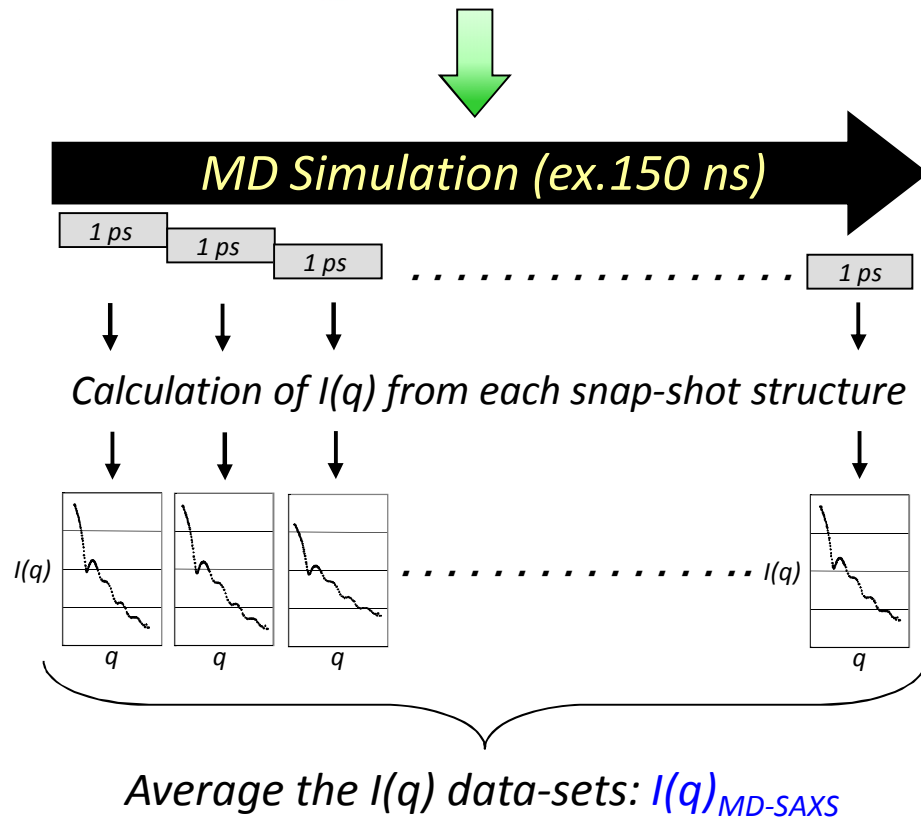 MD Simulation (ex.150 ns)
1 ps
1 ps
1 ps
1 ps
Calculation of I(q) from each snap-shot structure
I(q)
I(q)
q
q
q
q
Average the I(q) data-sets: I(q)MD-SAXS